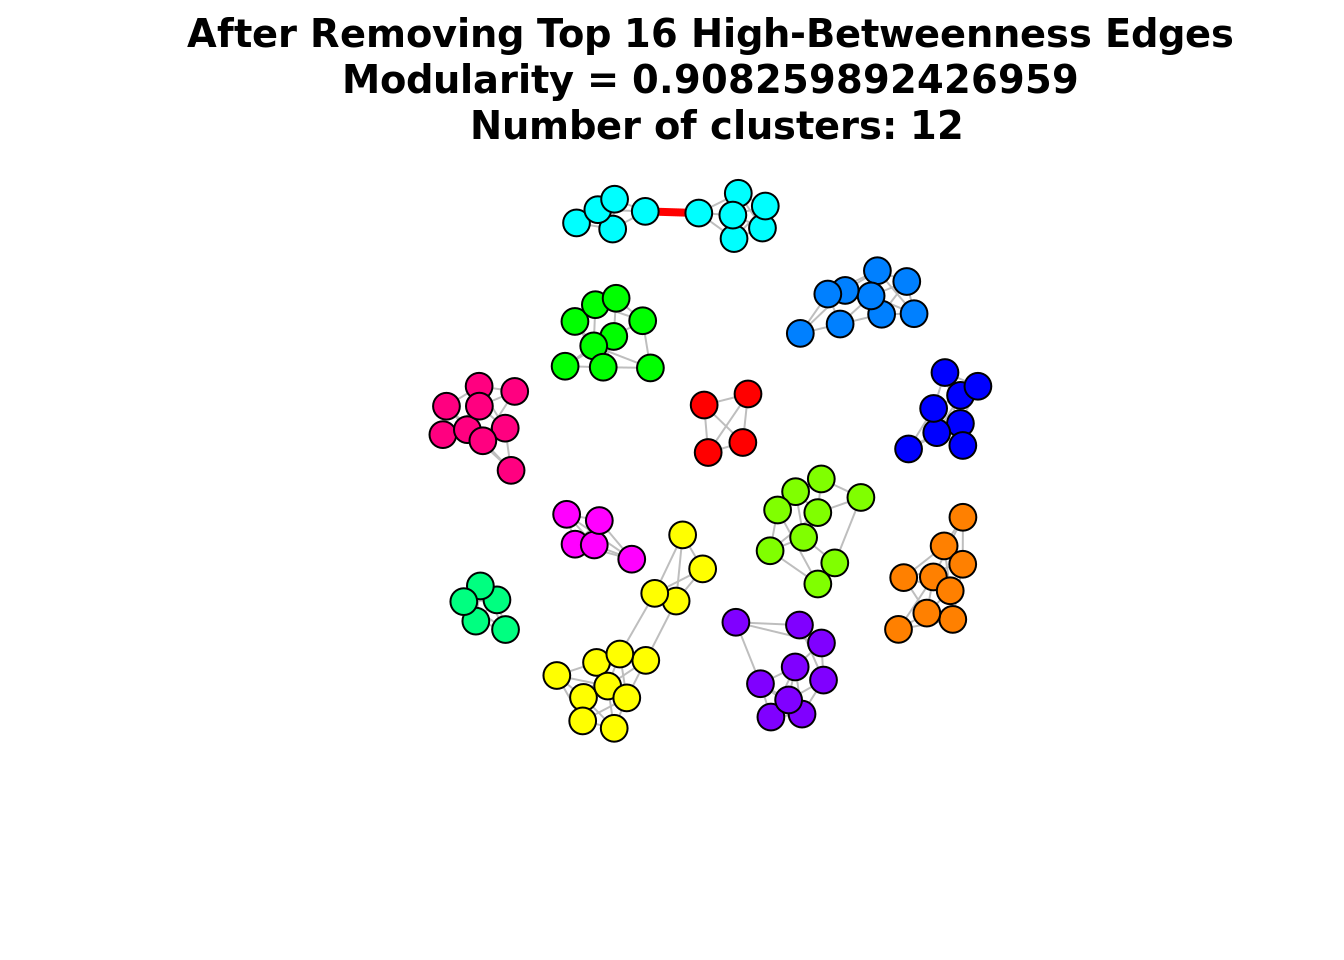 After Removing Top 16 High-Betweenness Edges
Modularity = 0.908259892426959
Number of clusters: 12